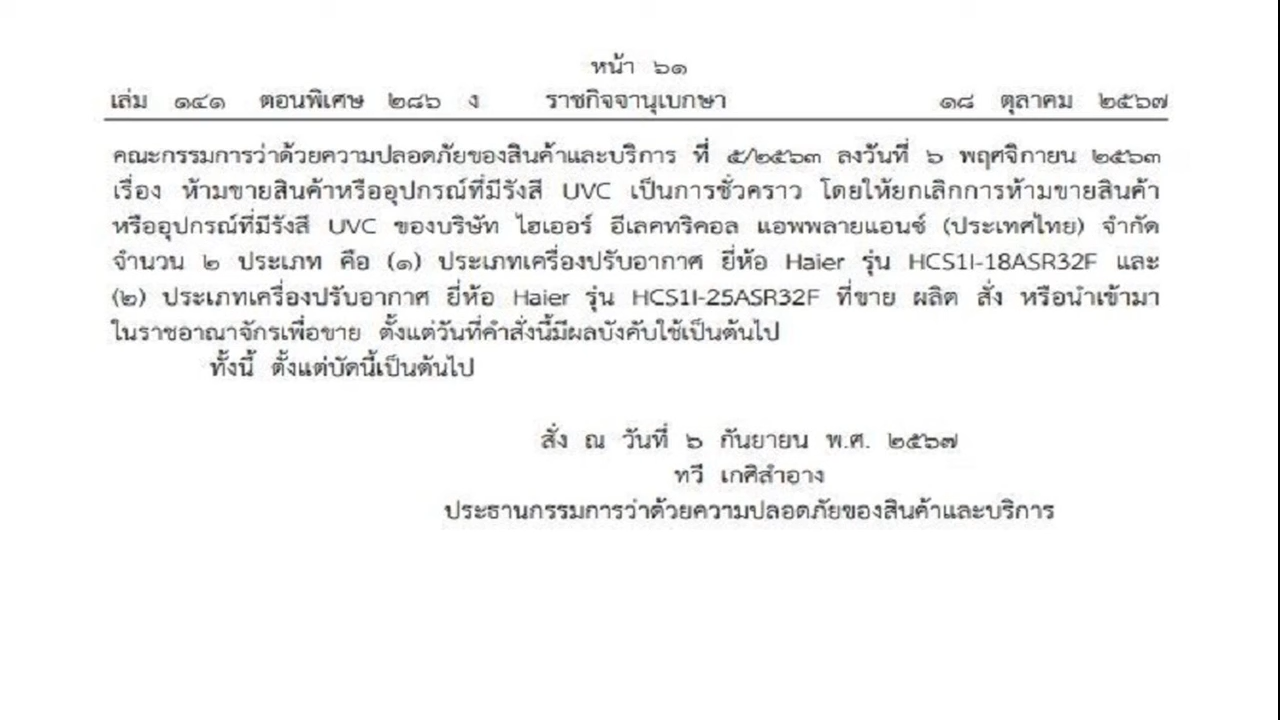 หน้า ๖๑
เล่ม ๑๔๑ ตอนพิเศษ ๒๘๖ ง ราชกิจจานุเบกษา ๑๘ ตุลาคม ๒๕๖๗
คณะกรรมการว่าด้วยความปลอดภัยของสินค้าและบริการ ที่ ๕/๒๕๖๓ ลงวันที่ ๖ พฤศจิกายน ๒๕๖๓
เรื่อง ห้ามขายสินค้าหรืออุปกรณ์ที่มีรังสี UVC เป็นการชั่วคราว โดยให้ยกเลิกการห้ามขายสินค้า
หรืออุปกรณ์ที่มีรังสี UVC ของบริษัท ไฮเออร์ อีเลคทริคอล แอพพลายแอนซ์ (ประเทศไทย) จำกัด
จำนวน ๒ ประเภท คือ (๑) ประเภทเครื่องปรับอากาศ ยี่ห้อ Haier รุ่น HCS1I-18ASR32F และ
(๒) ประเภทเครื่องปรับอากาศ ยี่ห้อ Haier รุ่น HCS1I-25ASR32F ที่ขาย ผลิต สั่ง หรือนำเข้ามา
ในราชอาณาจักรเพื่อขาย ตั้งแต่วันที่คำสั่งนี้มีผลบังคับใช้เป็นต้นไป
ทั้งนี้ ตั้งแต่บัดนี้เป็นต้นไป
สั่ง ณ วันที่ ๖ กันยายน พ.ศ. ๒๕๖๗
ทวี เกศิสำอาง
ประธานกรรมการว่าด้วยความปลอดภัยของสินค้าและบริการ